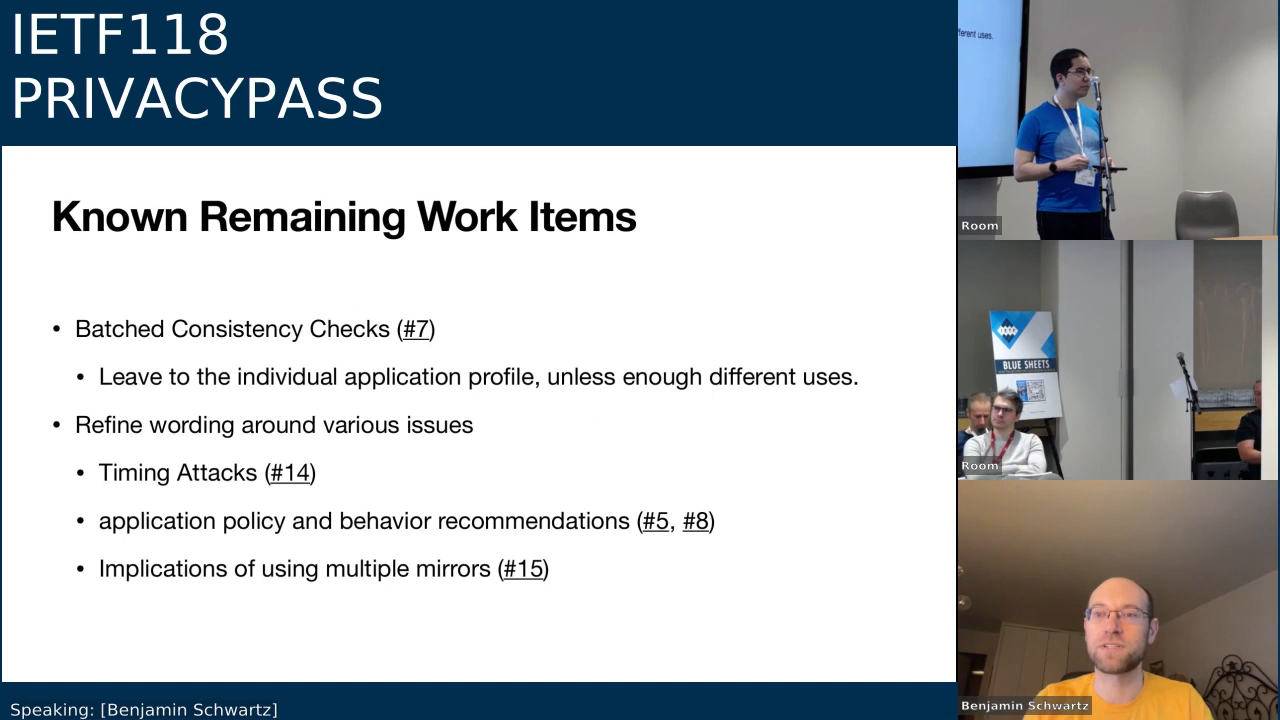 IETF118
PRIVACYPASS
Known Remaining Work Items
• Batched Consistency Checks (#7)
• Leave to the individual application profile, unless enough different uses.
• Refine wording around various issues
• Timing Attacks (#14)
• application policy and behavior recommendations (#5, #8)
• Implications of using multiple mirrors (#15)
Speaking: [Benjamin Schwartz]
fferent uses.
Room
BLUE SHEETS
Room
Benjamin Schwartz